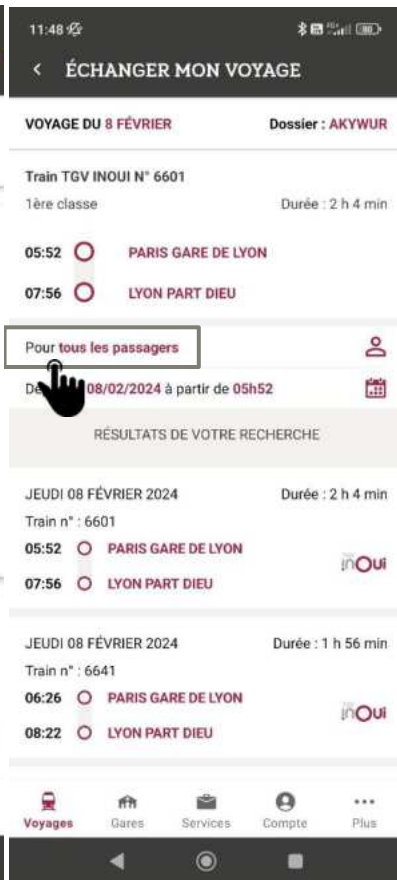 11:48
ÉCHANGER MON VOYAGE
VOYAGE DU 8 FÉVRIER Dossier : AKYWUR
Train TGV INOUI N° 6601
1ère classe Durée : 2 h 4 min
05:52 PARIS GARE DE LYON
07:56 LYON PART DIEU
Pour tous les passagers
08/02/2024 à partir de 05h52
RÉSULTATS DE VOTRE RECHERCHE
JEUDI 08 FÉVRIER 2024 Durée : 2 h 4 min
Train n° : 6601
05:52 PARIS GARE DE LYON
inOui
07:56 LYON PART DIEU
JEUDI 08 FÉVRIER 2024 Durée : 1 h 56 min
Train n° : 6641
06:26 PARIS GARE DE LYON
inOui
08:22 LYON PART DIEU
Voyages Gares Services Compte Plus